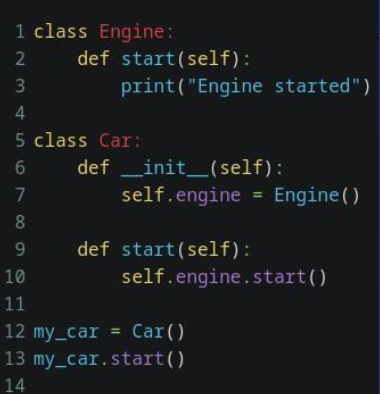 1 class Engine:
2     def start(self):
3         print("Engine started")
4
5 class Car:
6     def __init__(self):
7         self.engine = Engine()
8
9     def start(self):
10         self.engine.start()
11
12 my_car = Car()
13 my_car.start()
14